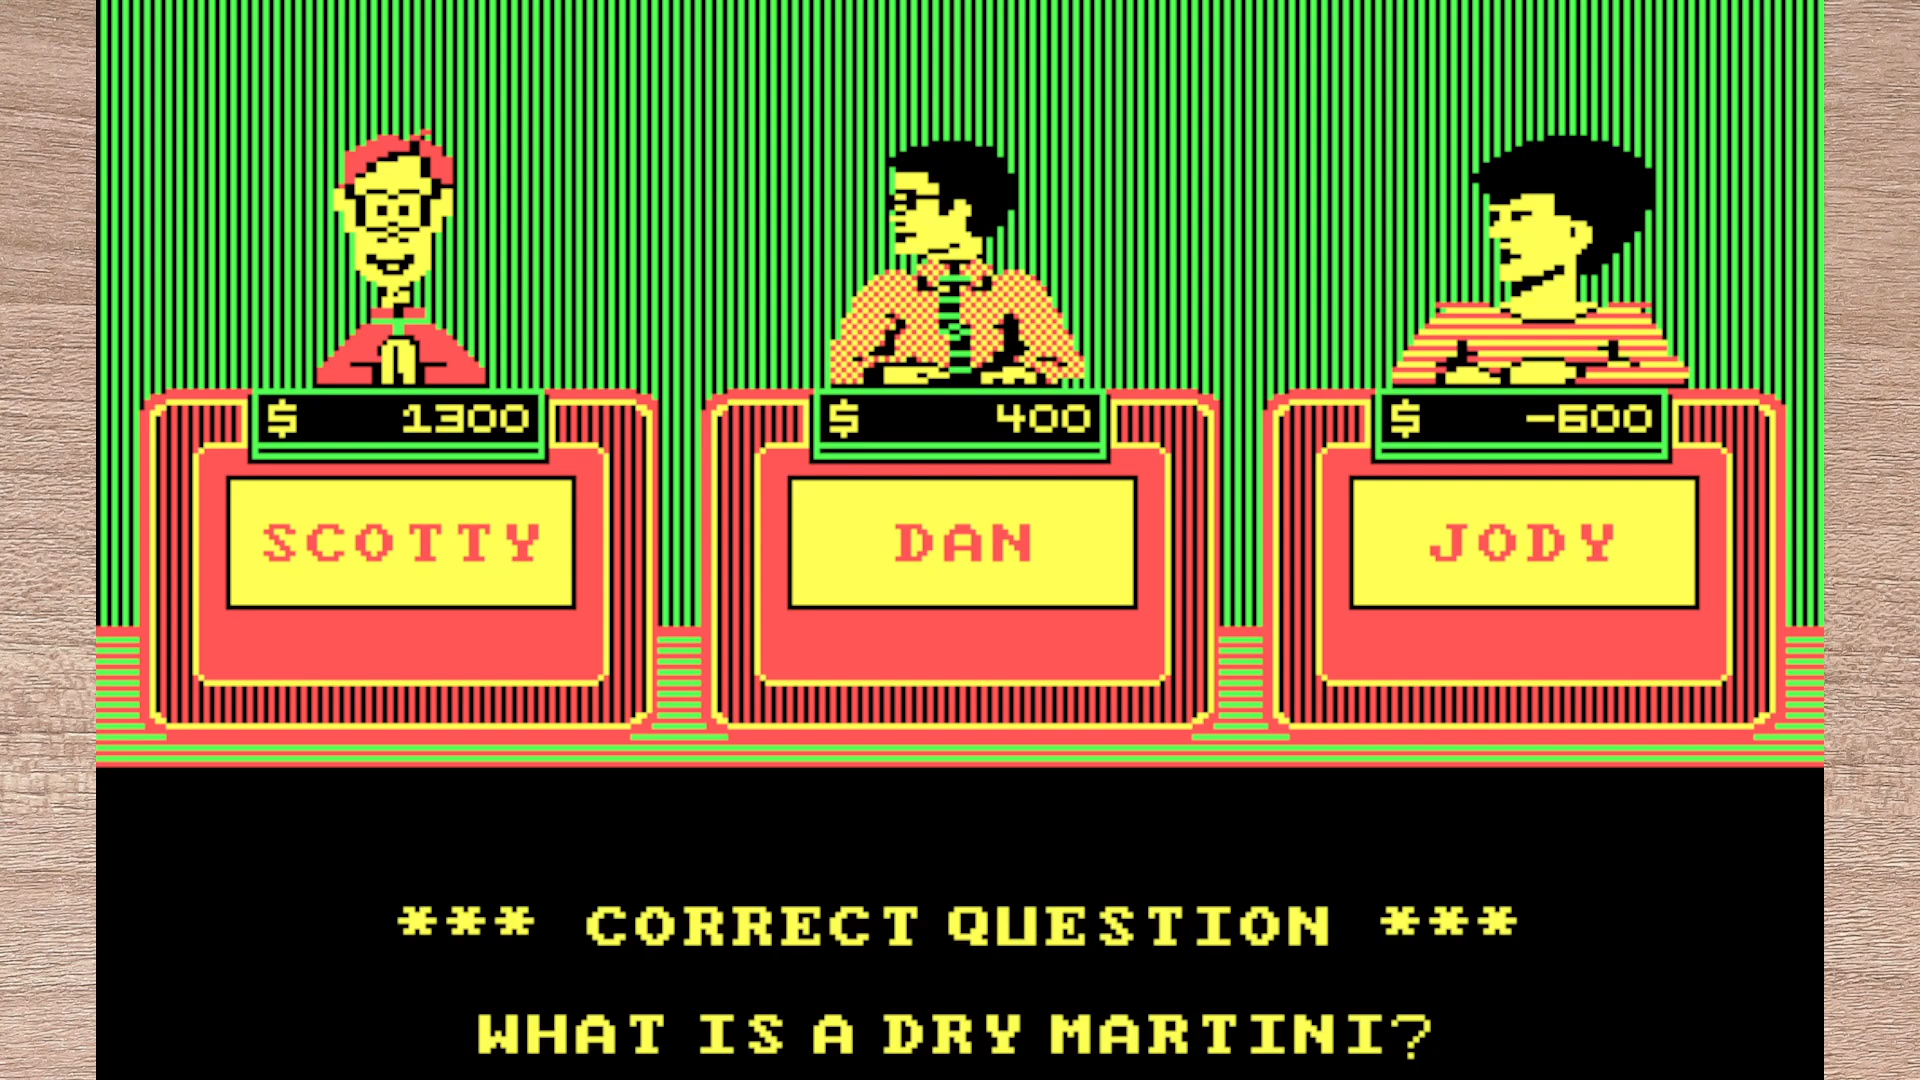 $ 1300
$ 400
$ -600
SCOTTY
DAN
JODY
*** CORRECT QUESTION ***
WHAT IS A DRY MARTINI?